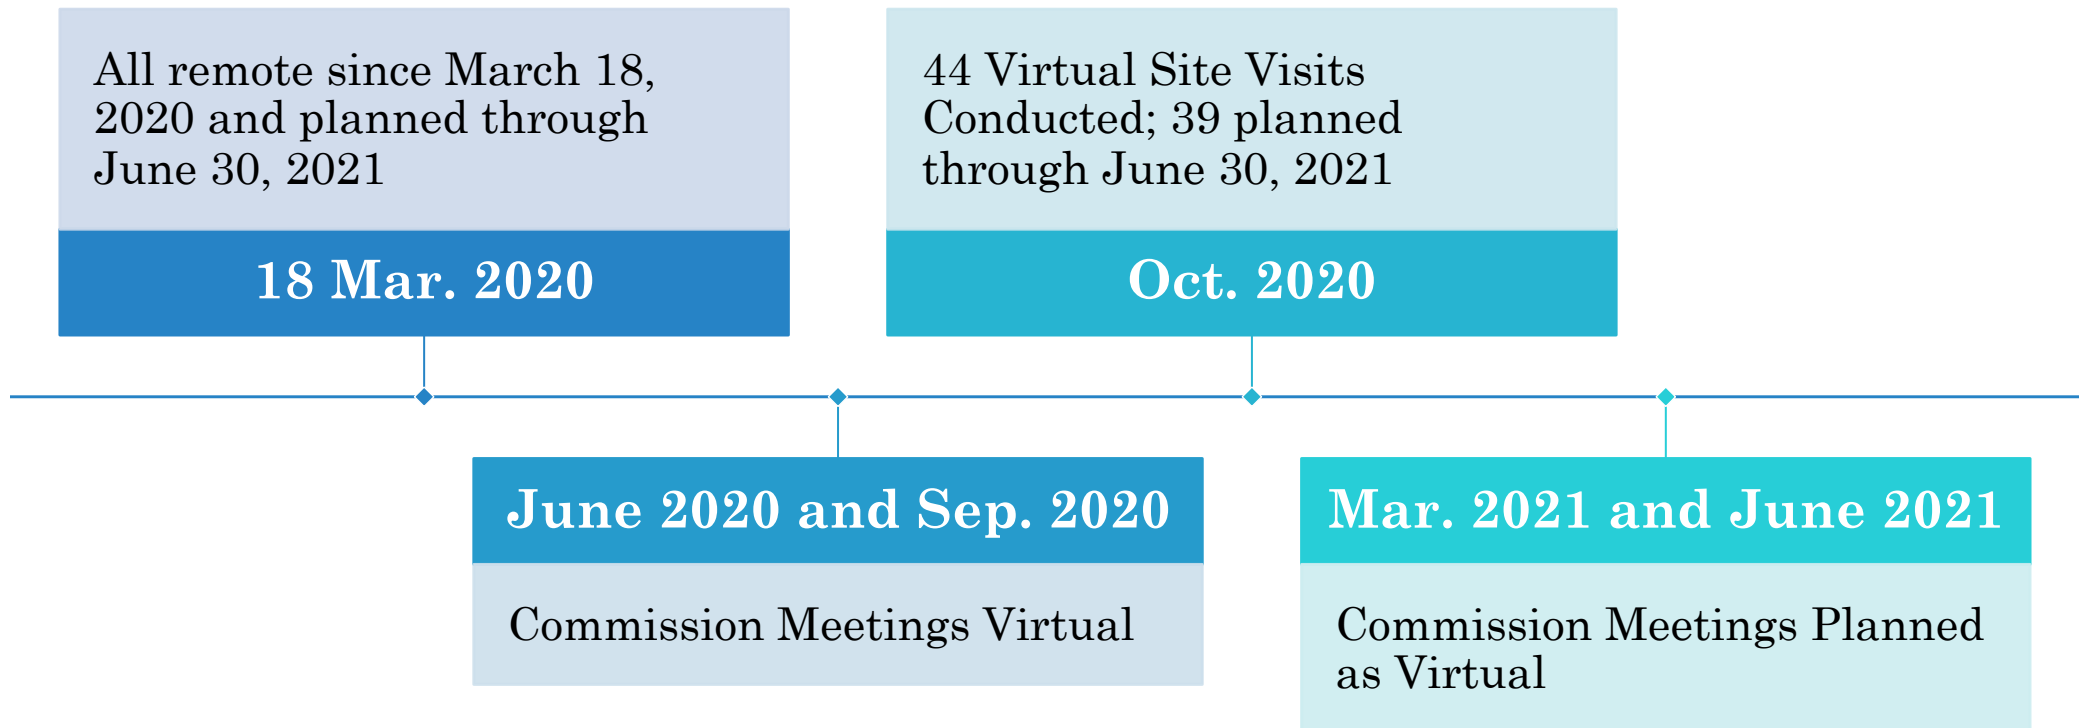 All remote since March 18,
2020 and planned through
June 30, 2021
18 Mar. 2020
June 2020 and Sep. 2020
Commission Meetings Virtual
44 Virtual Site Visits
Conducted; 39 planned
through June 30, 2021
Oct. 2020
Mar. 2021 and June 2021
Commission Meetings Planned
as Virtual